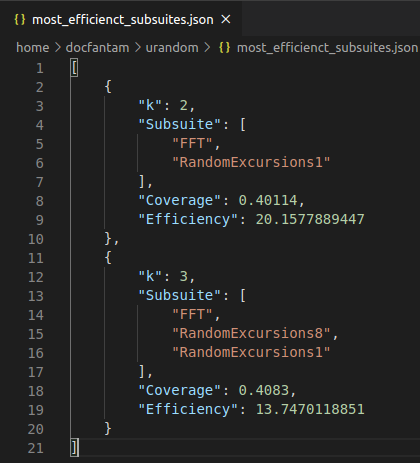 { } most_efficienct_subsuites.json ×
home > docfantam > urandom > { } most_efficienct_subsuites.json
1 [
2 {
3 "k": 2,
4 "Subsuite": [
5 "FFT",
6 "RandomExcursions1"
7 ],
8 "Coverage": 0.40114,
9 "Efficiency": 20.1577889447
10 },
11 {
12 "k": 3,
13 "Subsuite": [
14 "FFT",
15 "RandomExcursions8",
16 "RandomExcursions1"
17 ],
18 "Coverage": 0.4083,
19 "Efficiency": 13.7470118851
20 }
21 ]